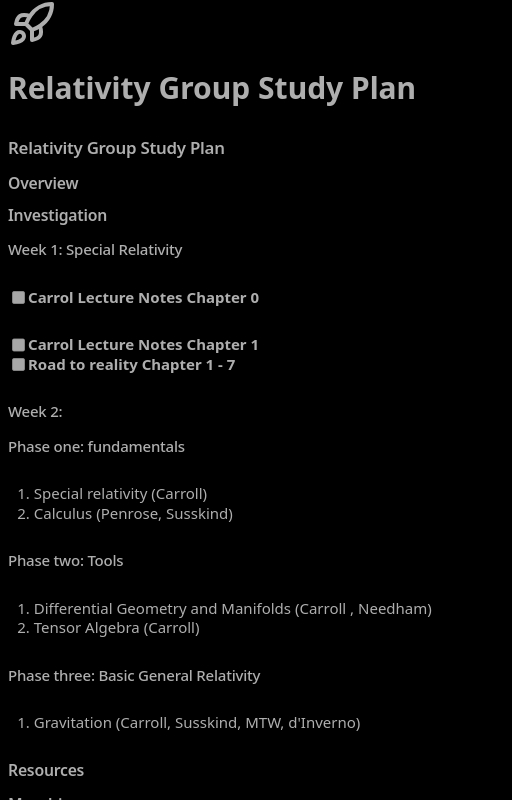 Relativity Group Study Plan
Relativity Group Study Plan
Overview
Investigation
Week 1: Special Relativity
Carrol Lecture Notes Chapter 0
Carrol Lecture Notes Chapter 1
Road to reality Chapter 1 - 7
Week 2:
Phase one: fundamentals
1. Special relativity (Carroll)
2. Calculus (Penrose, Susskind)
Phase two: Tools
1. Differential Geometry and Manifolds (Carroll , Needham)
2. Tensor Algebra (Carroll)
Phase three: Basic General Relativity
1. Gravitation (Carroll, Susskind, MTW, d'Inverno)
Resources